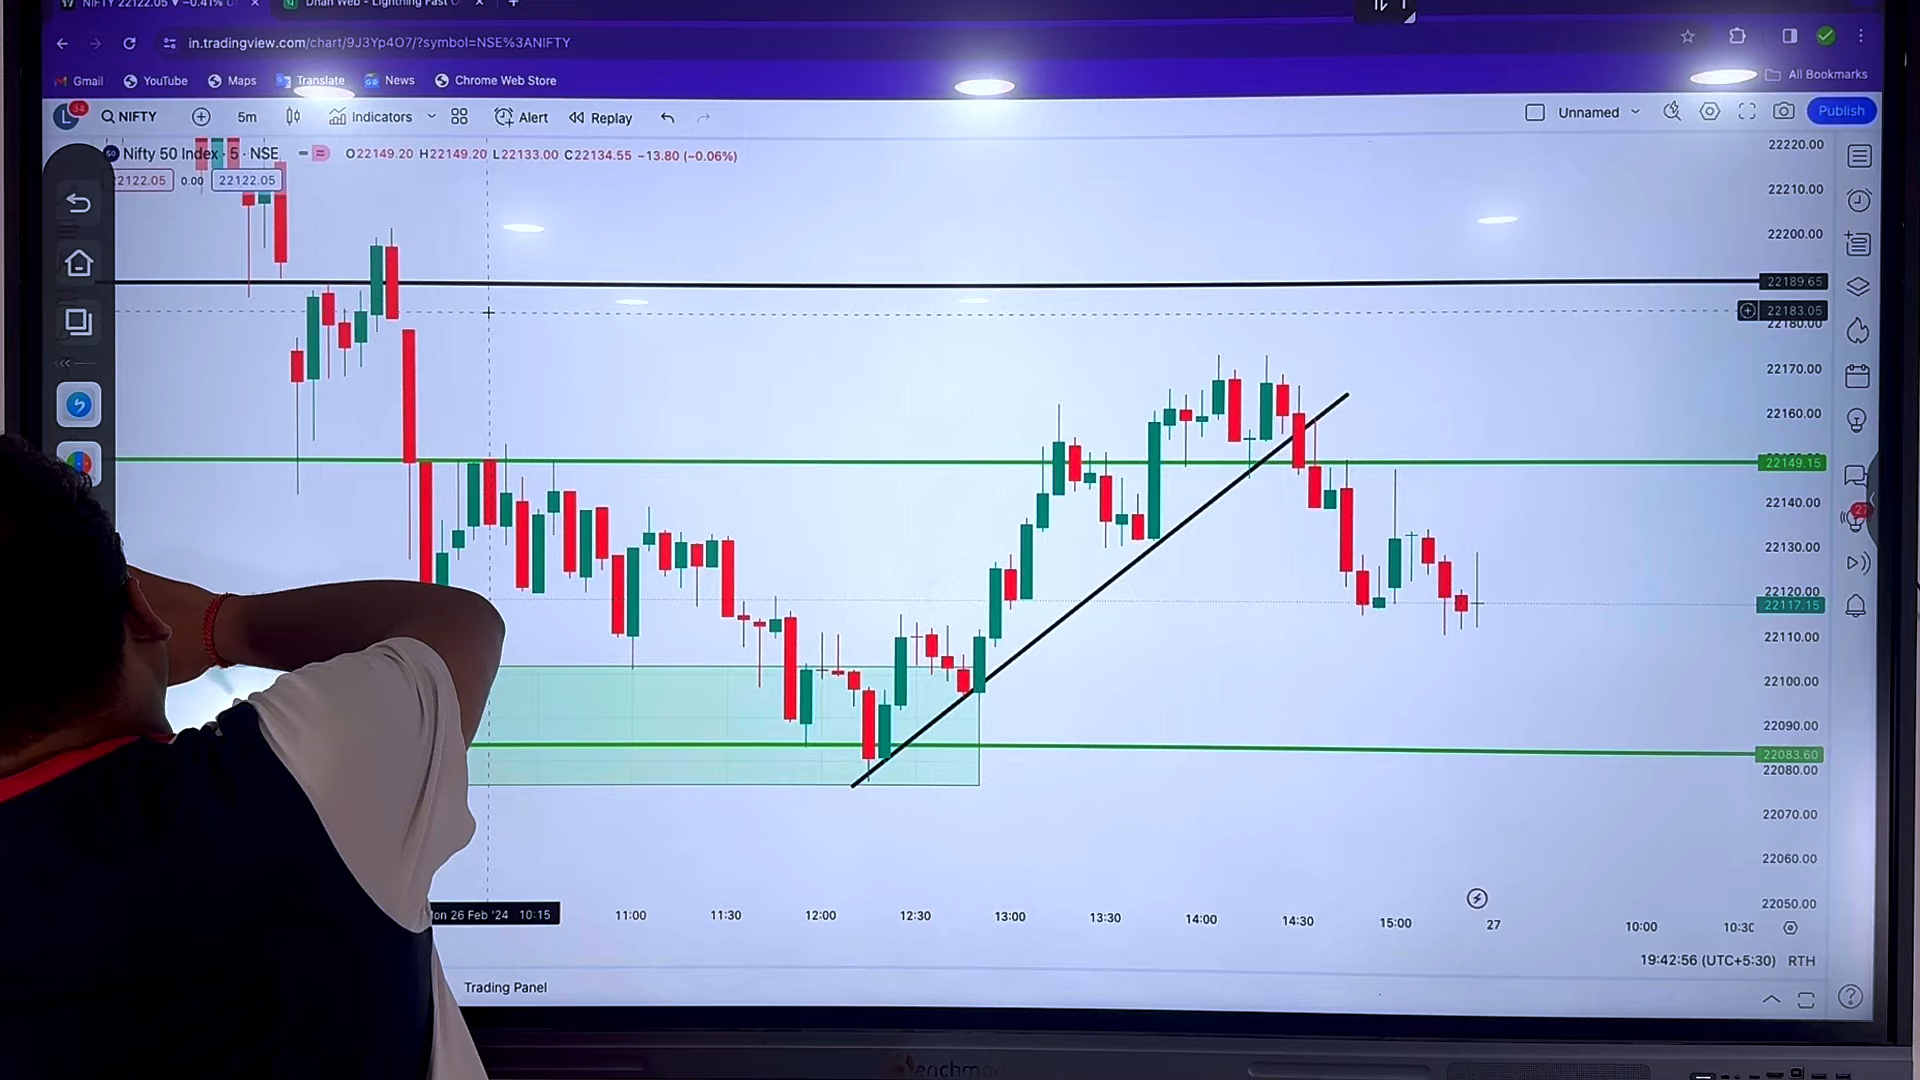 NIFTY 22122.05 ▼ −0.41%
Dhan Web - Lightning Fast
in.tradingview.com/chart/9J3Yp4O7/?symbol=NSE%3ANIFTY
Gmail YouTube Maps Translate News Chrome Web Store All Bookmarks
L 34 NIFTY 5m Indicators Alert Replay Unnamed Publish
Nifty 50 Index · 5 · NSE O22149.20 H22149.20 L22133.00 C22134.55 −13.80 (−0.06%)
22122.05 0.00 22122.05
22220.00
22210.00
22200.00
22189.65
22183.05
22180.00
22170.00
22160.00
22149.15
22140.00
27
22130.00
22120.00
22117.15
22110.00
22100.00
22090.00
22083.60
22080.00
22070.00
22060.00
22050.00
Mon 26 Feb '24 10:15 11:00 11:30 12:00 12:30 13:00 13:30 14:00 14:30 15:00 27 10:00 10:30
19:42:56 (UTC+5:30) RTH
Trading Panel